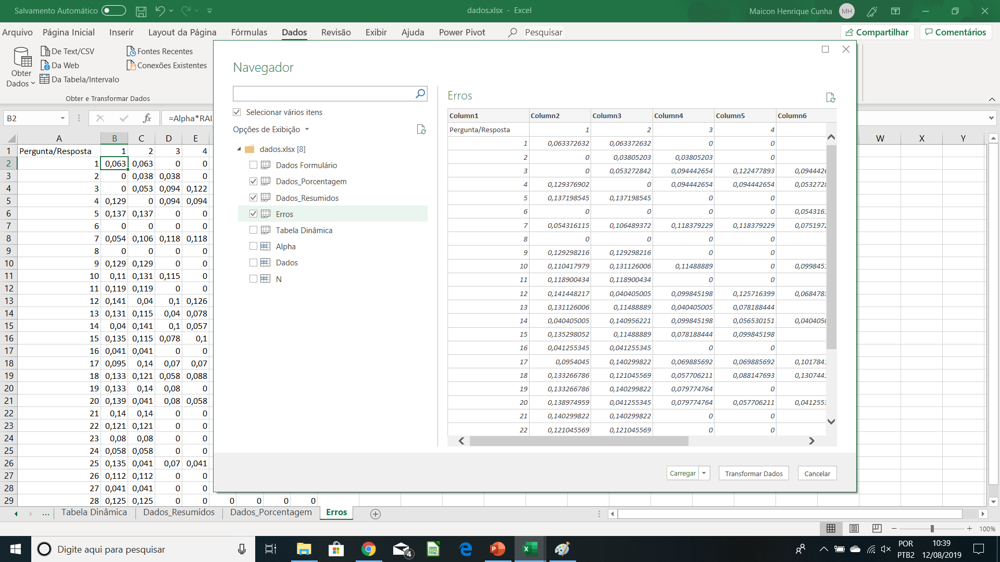 Salvamento Automático
dados.xlsx - Excel
Maicon Henrique Cunha MH
Arquivo Página Inicial Inserir Layout da Página Fórmulas Dados Revisão Exibir Ajuda Power Pivot Pesquisar
Compartilhar Comentários
Obter Dados
De Text/CSV
Da Web
Da Tabela/Intervalo
Fontes Recentes
Conexões Existentes
Obter e Transformar Dados
B2
fx
=Alpha*RAI
A B C D E
W X Y
1 Pergunta/Resposta 1 2 3 4
2 1 0,063 0,063 0 0
3 2 0 0,038 0,038 0
4 3 0 0,053 0,094 0,122
5 4 0,129 0 0,094 0,094
6 5 0,137 0,137 0 0
7 6 0 0 0 0
8 7 0,054 0,106 0,118 0,118
9 8 0 0 0 0
10 9 0,129 0,129 0 0
11 10 0,11 0,131 0,115 0
12 11 0,119 0,119 0 0
13 12 0,141 0,04 0,1 0,126
14 13 0,131 0,115 0,04 0,078
15 14 0,04 0,141 0,1 0,057
16 15 0,135 0,115 0,078 0,1
17 16 0,041 0,041 0 0
18 17 0,095 0,14 0,07 0,07
19 18 0,133 0,121 0,058 0,088
20 19 0,133 0,14 0,08 0
21 20 0,139 0,041 0,08 0,058
22 21 0,14 0,14 0 0
23 22 0,121 0,121 0 0
24 23 0,08 0,08 0 0
25 24 0,058 0,058 0 0
26 25 0,135 0,041 0,07 0,041
27 26 0,112 0,112 0 0
28 27 0,041 0,041 0 0
29 28 0,125 0,125 0 0 0 0 0 0
Navegador
Selecionar vários itens
Opções de Exibição
dados.xlsx [8]
Dados Formulário
Dados_Porcentagem
Dados_Resumidos
Erros
Tabela Dinâmica
Alpha
Dados
N
Erros
Column1 Column2 Column3 Column4 Column5 Column6
Pergunta/Resposta 1 2 3 4
1 0,063372632 0,063372632 0 0
2 0 0,03805203 0,03805203 0
3 0 0,053272842 0,094442654 0,122477893 0,094442
4 0,129376902 0 0,094442654 0,094442654 0,05327
5 0,137198545 0,137198545 0 0
6 0 0 0 0 0,05431
7 0,054316115 0,106489372 0,118379229 0,118379229 0,075197
8 0 0 0 0
9 0,129298216 0,129298216 0 0
10 0,110417979 0,131126006 0,11488889 0 0,09984
11 0,118900434 0,118900434 0 0
12 0,141448217 0,040405005 0,099845198 0,125716399 0,06847
13 0,131126006 0,11488889 0,040405005 0,078188444
14 0,040405005 0,140956221 0,099845198 0,056530151 0,04040
15 0,135298052 0,11488889 0,078188444 0,099845198
16 0,041255345 0,041255345 0 0
17 0,0954045 0,140299822 0,069885692 0,069885692 0,10178
18 0,133266786 0,121045569 0,057706211 0,088147693 0,13074
19 0,133266786 0,140299822 0,079774764 0
20 0,138974959 0,041255345 0,079774764 0,057706211 0,04125
21 0,140299822 0,140299822 0 0
22 0,121045569 0,121045569 0 0
Carregar Transformar Dados Cancelar
... Tabela Dinâmica Dados_Resumidos Dados_Porcentagem Erros
100%
Digite aqui para pesquisar
4
POR
PTB2
10:39
12/08/2019